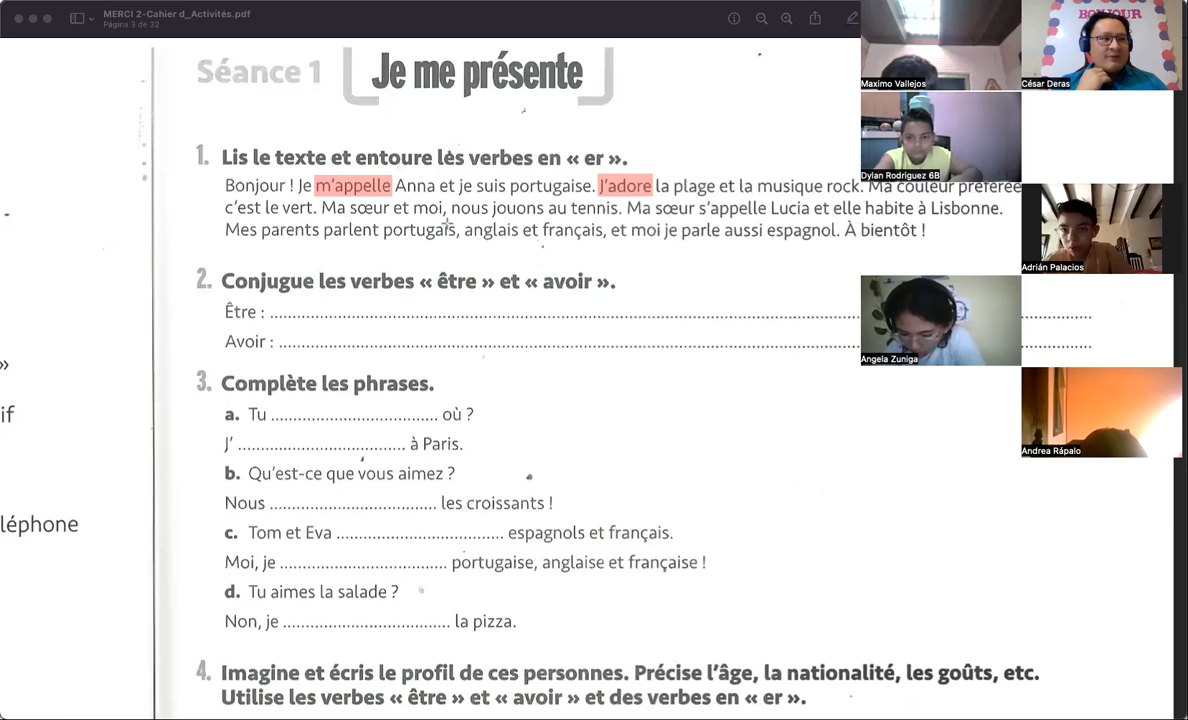 MERCI 2-Cahier d_Activités.pdf
Página 3 de 32
Séance 1 Je me présente
1. Lis le texte et entoure les verbes en « er ».
Bonjour ! Je m'appelle Anna et je suis portugaise. J'adore la plage et la musique rock. Ma couleur préférée
c'est le vert. Ma sœur et moi, nous jouons au tennis. Ma sœur s'appelle Lucia et elle habite à Lisbonne.
Mes parents parlent portugais, anglais et français, et moi je parle aussi espagnol. À bientôt !
2. Conjugue les verbes « être » et « avoir ».
Être : ..........
Avoir : ..........
3. Complète les phrases.
a. Tu .......... où ?
J' .......... à Paris.
b. Qu'est-ce que vous aimez ?
Nous .......... les croissants !
c. Tom et Eva .......... espagnols et français.
Moi, je .......... portugaise, anglaise et française !
d. Tu aimes la salade ?
Non, je .......... la pizza.
4. Imagine et écris le profil de ces personnes. Précise l'âge, la nationalité, les goûts, etc.
Utilise les verbes « être » et « avoir » et des verbes en « er ».
»
if
léphone
BONJOUR
Maximo Vallejos
César Deras
Dylan Rodriguez 6B
Adrián Palacios
Angela Zuniga
Andrea Rápalo